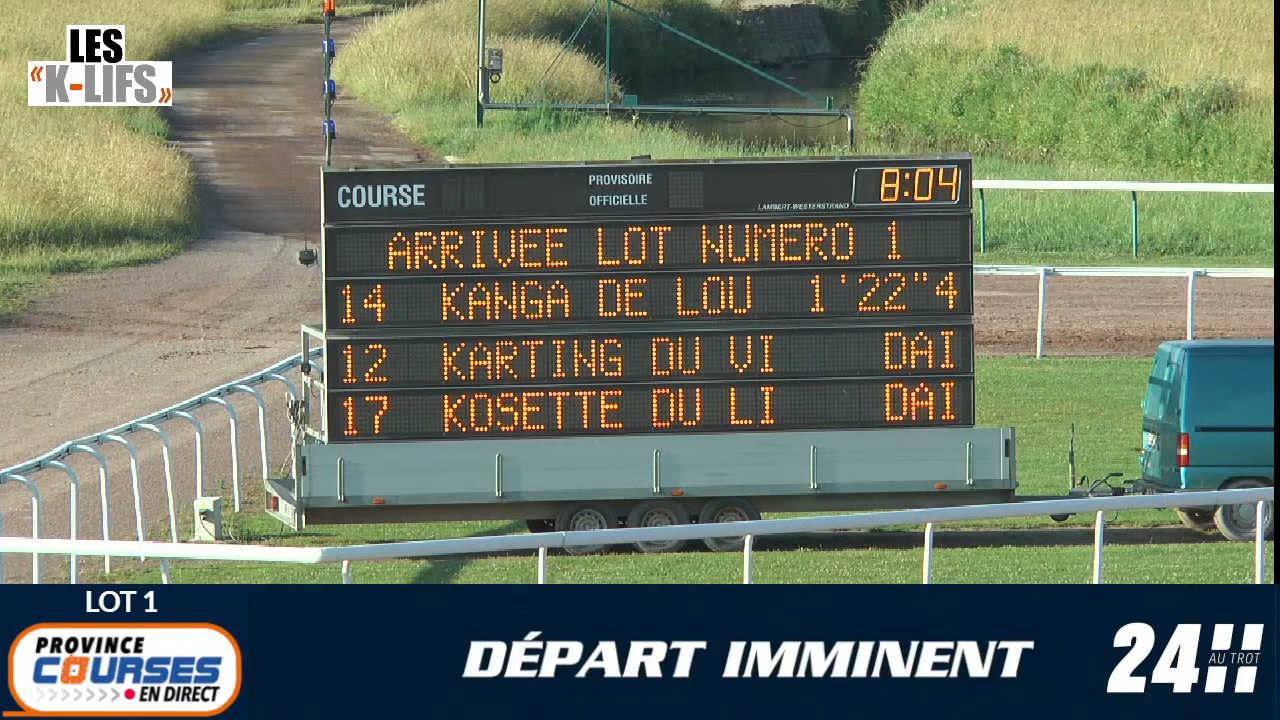 LES
«K-LIFS»
COURSE
PROVISOIRE
OFFICIELLE
LAMBERT-WESTERSTRAND
8:04
ARRIVEE LOT NUMERO 1
14 KANGA DE LOU 1'22"4
12 KARTING DU VI DAI
17 KOSETTE DU LI DAI
LOT 1
PROVINCE
COURSES
EN DIRECT
DÉPART IMMINENT
24H
AU TROT